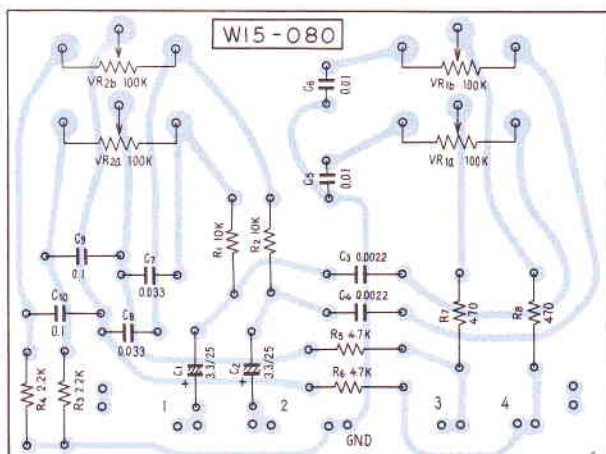 W15-080
VR2b 100K
VR1b 100K
C6 0.01
VR2a 100K
VR1a 100K
C5 0.01
R1 10K
R2 10K
C9 0.1
C7 0.033
C3 0.0022
C10 0.1
C8 0.033
C4 0.0022
R7 470
R8 470
R5 4.7K
R4 2.2K
R3 2.2K
C1 3.3/25
+
C2 3.3/25
+
R6 4.7K
1
2
3
4
GND